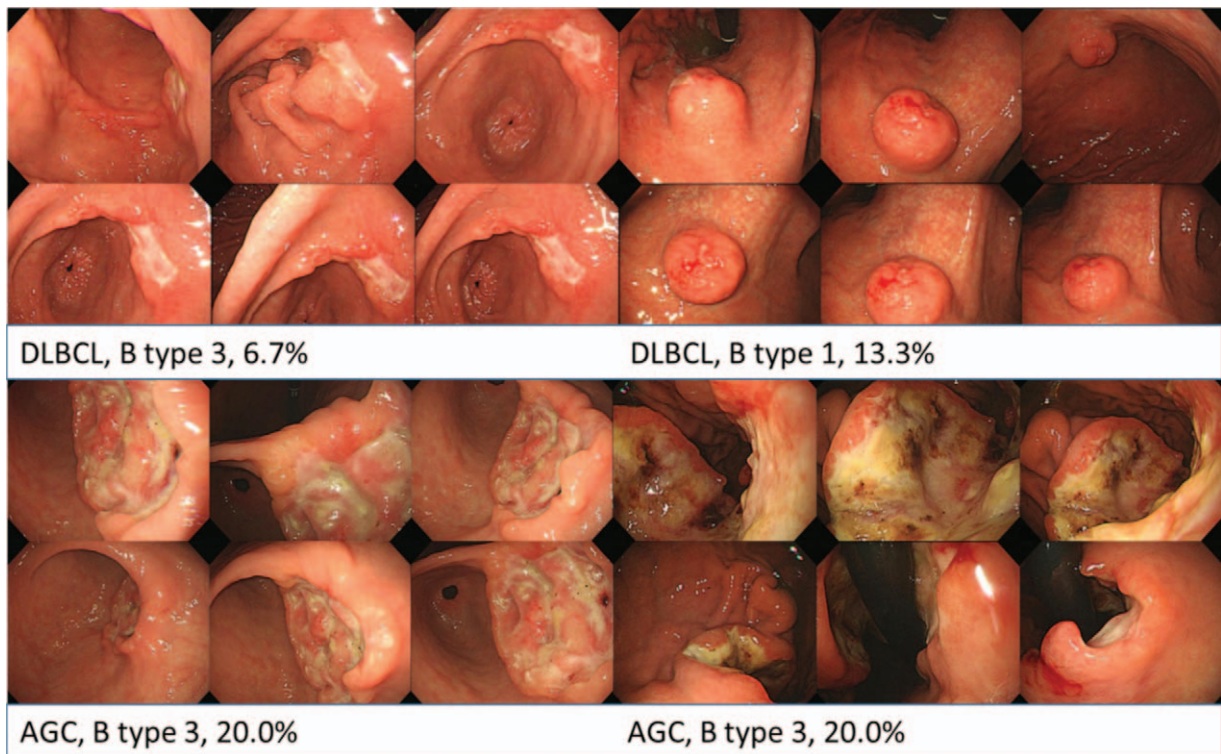 DLBCL, B type 3, 6.7%
DLBCL, B type 1, 13.3%
AGC, B type 3, 20.0%
AGC, B type 3, 20.0%